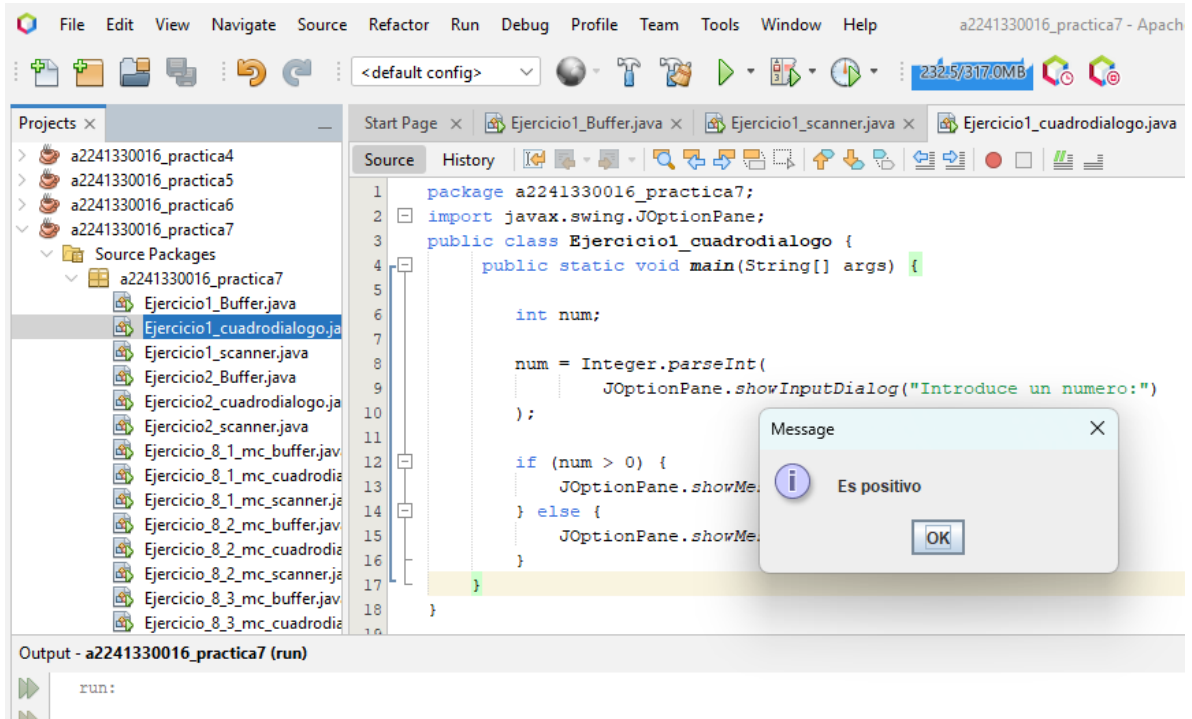 File Edit View Navigate Source Refactor Run Debug Profile Team Tools Window Help a2241330016_practica7 - Apach
<default config> 232.5/317.0MB
Projects
Start Page Ejercicio1_Buffer.java Ejercicio1_scanner.java Ejercicio1_cuadrodialogo.java
a2241330016_practica4
a2241330016_practica5
a2241330016_practica6
a2241330016_practica7
Source Packages
a2241330016_practica7
Ejercicio1_Buffer.java
Ejercicio1_cuadrodialogo.ja
Ejercicio1_scanner.java
Ejercicio2_Buffer.java
Ejercicio2_cuadrodialogo.ja
Ejercicio2_scanner.java
Ejercicio_8_1_mc_buffer.jav
Ejercicio_8_1_mc_cuadrodia
Ejercicio_8_1_mc_scanner.ja
Ejercicio_8_2_mc_buffer.jav
Ejercicio_8_2_mc_cuadrodia
Ejercicio_8_2_mc_scanner.ja
Ejercicio_8_3_mc_buffer.jav
Ejercicio_8_3_mc_cuadrodia
Source History
1 package a2241330016_practica7;
2 import javax.swing.JOptionPane;
3 public class Ejercicio1_cuadrodialogo {
4 public static void main(String[] args) {
5
6 int num;
7
8 num = Integer.parseInt(
9 JOptionPane.showInputDialog("Introduce un numero:")
10 );
11
12 if (num > 0) {
13 JOptionPane.showMe
14 } else {
15 JOptionPane.showMe
16 }
17 }
18 }
19
Message
Es positivo
OK
Output - a2241330016_practica7 (run)
run: